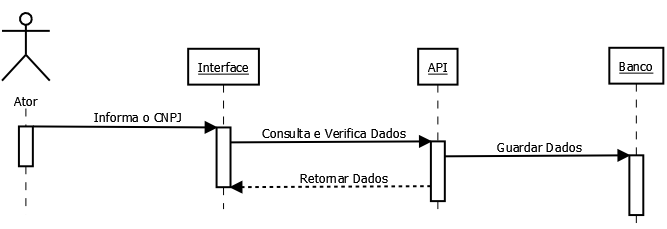 Interface
API
Banco
Ator
Informa o CNPJ
Consulta e Verifica Dados
Guardar Dados
Retornar Dados